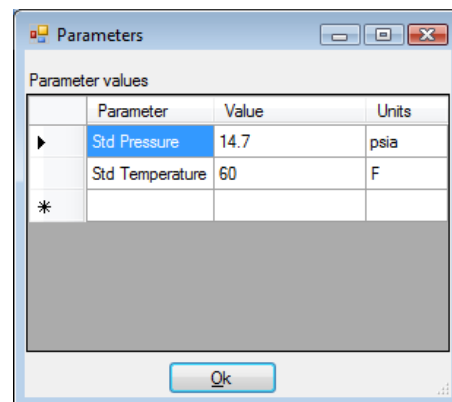 Parameters
Parameter values
Parameter Value Units
Std Pressure 14.7 psia
Std Temperature 60 F
Ok